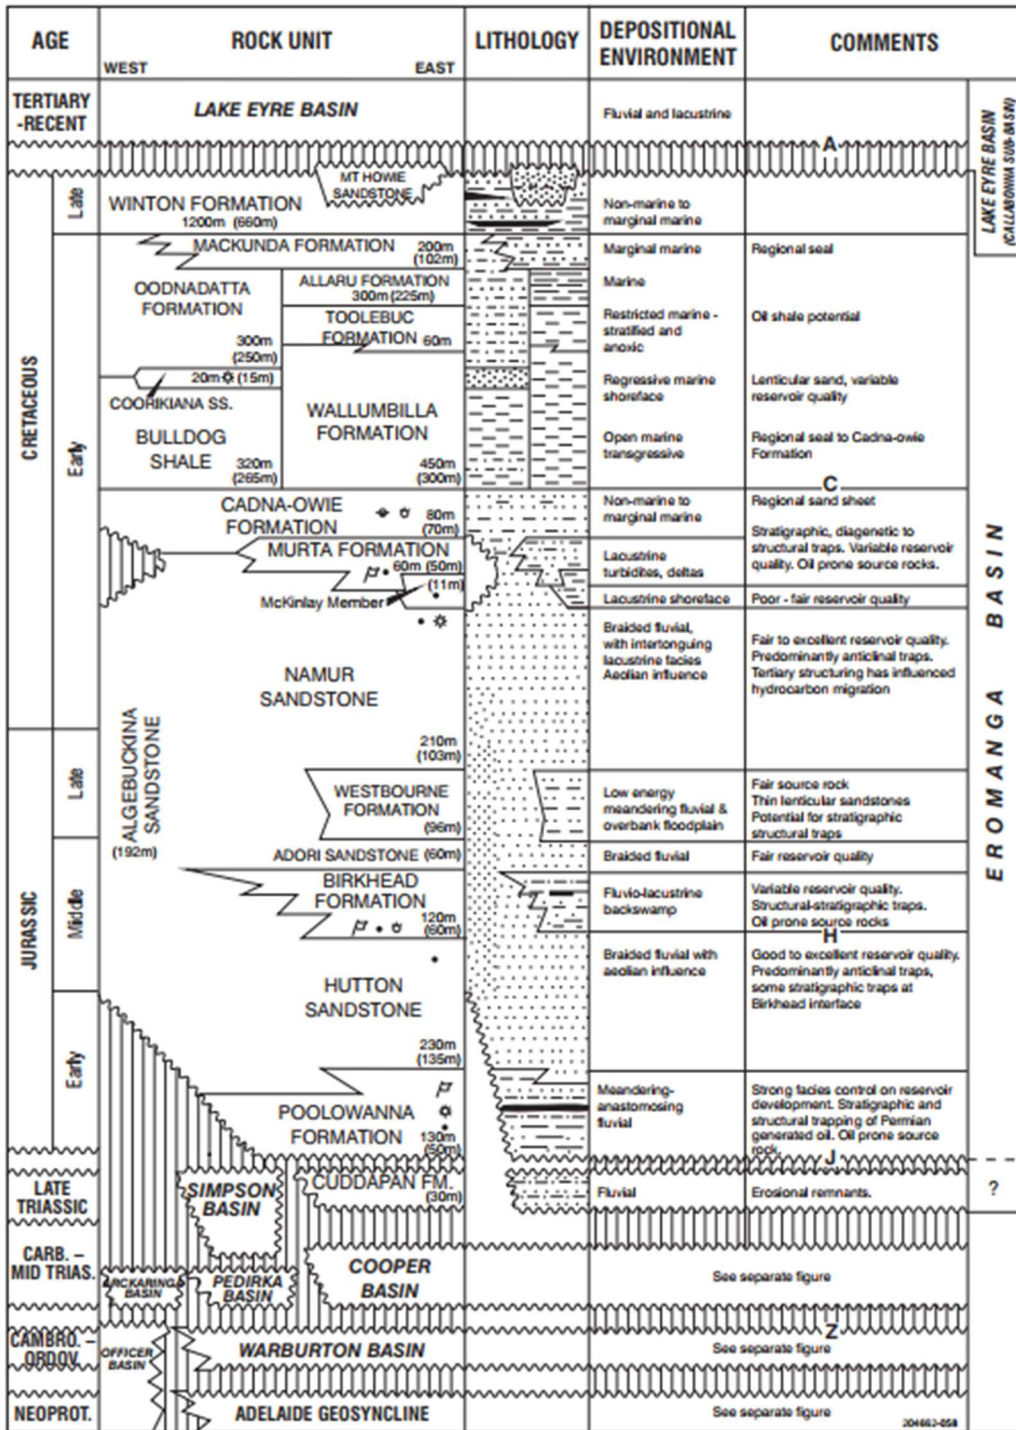 AGE
ROCK UNIT
WEST
EAST
LITHOLOGY
DEPOSITIONAL
ENVIRONMENT
COMMENTS
TERTIARY
-RECENT
LAKE EYRE BASIN
Fluvial and lacustrine
A
LAKE EYRE BASIN
(CALLABONNA SUB-BASIN)
CRETACEOUS
Late
MT HOWIE
SANDSTONE
WINTON FORMATION
1200m (660m)
Non-marine to
marginal marine
Early
MACKUNDA FORMATION
200m
(102m)
Marginal marine
Regional seal
OODNADATTA
FORMATION
300m
(250m)
ALLARU FORMATION
300m (225m)
Marine
TOOLEBUC
FORMATION 60m
Restricted marine -
stratified and
anoxic
Oil shale potential
20m (15m)
COORIKIANA SS.
Regressive marine
shoreface
Lenticular sand, variable
reservoir quality
BULLDOG
SHALE
320m
(265m)
WALLUMBILLA
FORMATION
450m
(300m)
Open marine
transgressive
Regional seal to Cadna-owie
Formation
C
CADNA-OWIE
FORMATION
80m
(70m)
Non-marine to
marginal marine
Regional sand sheet
Stratigraphic, diagenetic to
structural traps. Variable reservoir
quality. Oil prone source rocks.
MURTA FORMATION
60m (50m)
Lacustrine
turbidites, deltas
(11m)
McKinlay Member
Lacustrine shoreface
Poor - fair reservoir quality
NAMUR
SANDSTONE
210m
(103m)
Braided fluvial,
with intertonguing
lacustrine facies
Aeolian influence
Fair to excellent reservoir quality.
Predominantly anticlinal traps.
Tertiary structuring has influenced
hydrocarbon migration
EROMANGA BASIN
ALGEBUCKINA
SANDSTONE
(192m)
JURASSIC
Late
WESTBOURNE
FORMATION
(96m)
Low energy
meandering fluvial &
overbank floodplain
Fair source rock
Thin lenticular sandstones
Potential for stratigraphic
structural traps
Middle
ADORI SANDSTONE (60m)
Braided fluvial
Fair reservoir quality
BIRKHEAD
FORMATION
120m
(60m)
Fluvio-lacustrine
backswamp
Variable reservoir quality.
Structural-stratigraphic traps.
Oil prone source rocks
H
HUTTON
SANDSTONE
230m
(135m)
Braided fluvial with
aeolian influence
Good to excellent reservoir quality.
Predominantly anticlinal traps,
some stratigraphic traps at
Birkhead interface
Early
POOLOWANNA
FORMATION
130m
(50m)
Meandering-
anastomosing
fluvial
Strong facies control on reservoir
development. Stratigraphic and
structural trapping of Permian
generated oil. Oil prone source
rock.
J
LATE
TRIASSIC
SIMPSON
BASIN
CUDDAPAN FM.
(30m)
Fluvial
Erosional remnants.
?
CARB. –
MID TRIAS.
ARCKARINGA
BASIN
PEDIRKA
BASIN
COOPER
BASIN
See separate figure
CAMBRO. –
ORDOV.
OFFICER
BASIN
WARBURTON BASIN
Z
See separate figure
NEOPROT.
ADELAIDE GEOSYNCLINE
See separate figure
204662-058